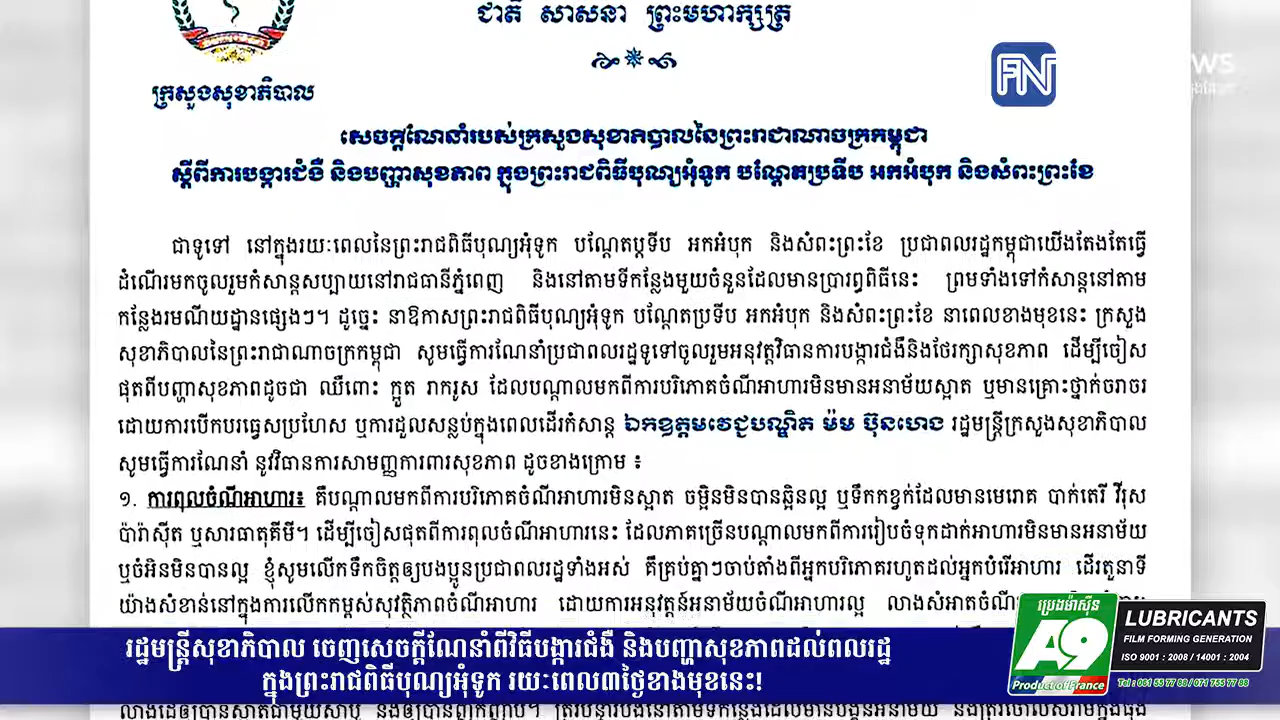 ជាតិ សាសនា ព្រះមហាក្សត្រ
ក្រសួងសុខាភិបាល
សេចក្តីណែនាំរបស់ក្រសួងសុខាភិបាលនៃព្រះរាជាណាចក្រកម្ពុជា
ស្តីពីការបង្ការជំងឺ និងបញ្ហាសុខភាព ក្នុងព្រះរាជពិធីបុណ្យអុំទូក បណ្តែតប្រទីប អកអំបុក និងសំពះព្រះខែ
ជាទូទៅ នៅក្នុងរយៈពេលនៃព្រះរាជពិធីបុណ្យអុំទូក បណ្តែតប្រទីប អកអំបុក និងសំពះព្រះខែ ប្រជាពលរដ្ឋកម្ពុជាយើងតែងតែធ្វើ
ដំណើរមកចូលរួមកំសាន្តសប្បាយនៅរាជធានីភ្នំពេញ និងនៅតាមទីកន្លែងមួយចំនួនដែលមានប្រារព្ធពិធីនេះ ព្រមទាំងទៅកំសាន្តនៅតាម
កន្លែងរមណីយដ្ឋានផ្សេងៗ។ ដូច្នេះ នាឱកាសព្រះរាជពិធីបុណ្យអុំទូក បណ្តែតប្រទីប អកអំបុក និងសំពះព្រះខែ នាពេលខាងមុខនេះ ក្រសួង
សុខាភិបាលនៃព្រះរាជាណាចក្រកម្ពុជា សូមធ្វើការណែនាំប្រជាពលរដ្ឋទូទៅចូលរួមអនុវត្តវិធានការបង្ការជំងឺនិងថែរក្សាសុខភាព ដើម្បីចៀស
ផុតពីបញ្ហាសុខភាពដូចជា ឈឺពោះ ក្អួត រាករូស ដែលបណ្តាលមកពីការបរិភោគចំណីអាហារមិនមានអនាម័យស្អាត ឬមានគ្រោះថ្នាក់ចរាចរ
ដោយការបើកបរធ្វេសប្រហែស ឬការដួលសន្លប់ក្នុងពេលដើរកំសាន្ត ឯកឧត្តមវេជ្ជបណ្ឌិត ម៉ម ប៊ុនហេង រដ្ឋមន្ត្រីក្រសួងសុខាភិបាល
សូមធ្វើការណែនាំ នូវវិធានការសាមញ្ញការពារសុខភាព ដូចខាងក្រោម ៖
១. ការពុលចំណីអាហារ៖ គឺបណ្តាលមកពីការបរិភោគចំណីអាហារមិនស្អាត ចម្អិនមិនបានឆ្អិនល្អ ឬទឹកកខ្វក់ដែលមានមេរោគ បាក់តេរី វីរុស
ប៉ារ៉ាស៊ីត ឬសារធាតុគីមី។ ដើម្បីចៀសផុតពីការពុលចំណីអាហារនេះ ដែលភាគច្រើនបណ្តាលមកពីការរៀបចំទុកដាក់អាហារមិនមានអនាម័យ
ឬចំអិនមិនបានល្អ ខ្ញុំសូមលើកទឹកចិត្តឲ្យបងប្អូនប្រជាពលរដ្ឋទាំងអស់ គឺគ្រប់គ្នាៗចាប់តាំងពីអ្នកបរិភោគរហូតដល់អ្នកបំរើអាហារ ដើរតួនាទី
យ៉ាងសំខាន់នៅក្នុងការលើកកម្ពស់សុវត្ថិភាពចំណីអាហារ ដោយការអនុវត្តន៍អនាម័យចំណីអាហារល្អ លាងសំអាតចំណី
រដ្ឋមន្ត្រីសុខាភិបាល ចេញសេចក្តីណែនាំពីវិធីបង្ការជំងឺ និងបញ្ហាសុខភាពដល់ពលរដ្ឋ
ក្នុងព្រះរាជពិធីបុណ្យអុំទូក រយៈពេល៣ថ្ងៃខាងមុខនេះ!
ប្រេងម៉ាស៊ីន
A9
Product of France
LUBRICANTS
FILM FORMING GENERATION
ISO 9001 : 2008 / 14001 : 2004
Tel : 061 55 77 88 / 071 755 77 88